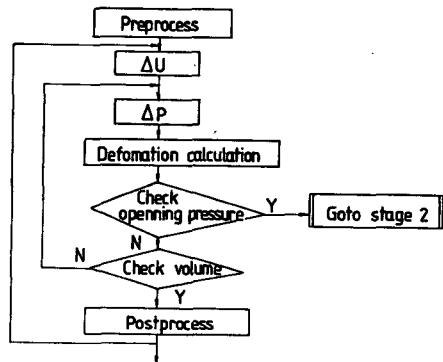 Preprocess
ΔU
ΔP
Defomation calculation
Check
openning pressure
Y
Goto stage 2
N
N
Check volume
Y
Postprocess